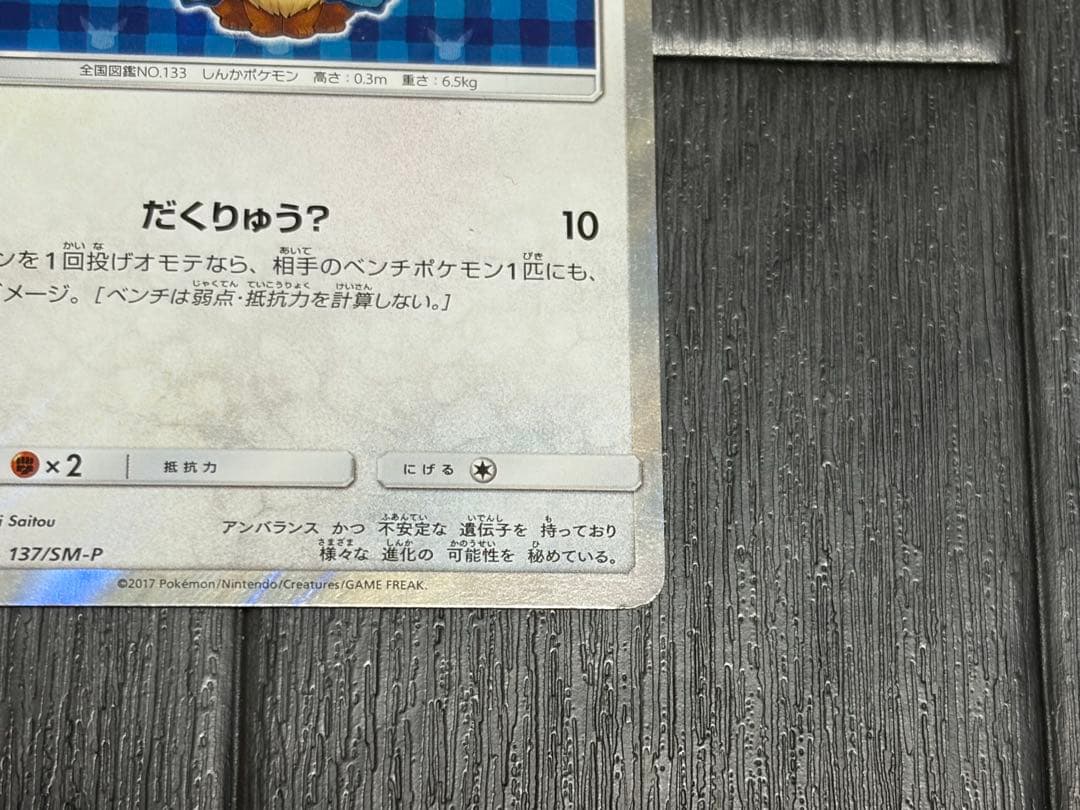 全国図鑑NO.133 しんかポケモン 高さ:0.3m 重さ:6.5kg
だくりゅう? 10
ンを1回投げオモテなら、相手のベンチポケモン1匹にも、
メージ。[ベンチは弱点・抵抗力を計算しない。]
×2 抵抗力 にげる
i Saitou
アンバランス かつ 不安定な 遺伝子を 持っており
137/SM-P
様々な 進化の 可能性を 秘めている。
©2017 Pokémon/Nintendo/Creatures/GAME FREAK.